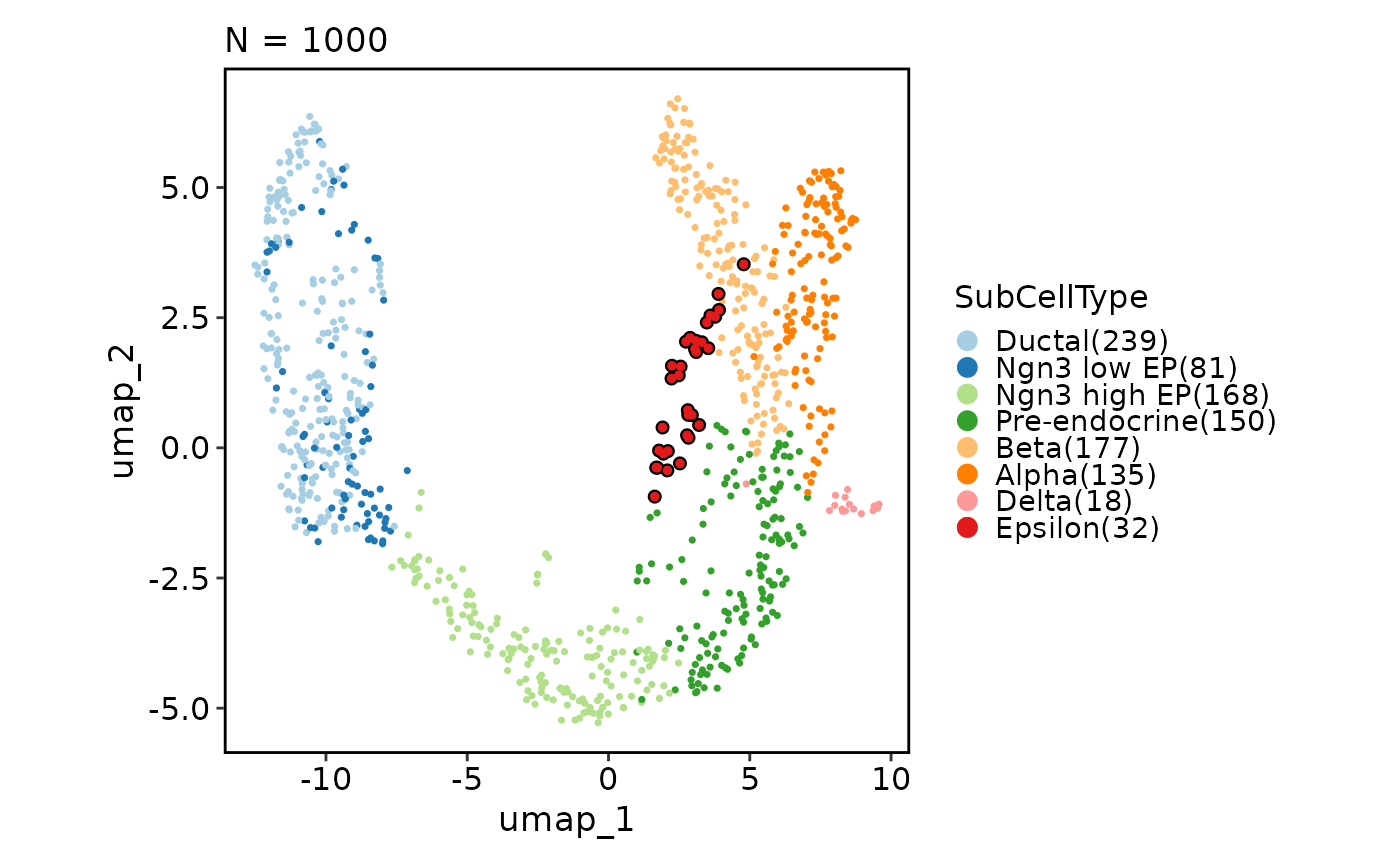 N = 1000
5.0
2.5
0.0
-2.5
-5.0
umap_2
-10
-5
0
5
10
umap_1
SubCellType
Ductal(239)
Ngn3 low EP(81)
Ngn3 high EP(168)
Pre-endocrine(150)
Beta(177)
Alpha(135)
Delta(18)
Epsilon(32)